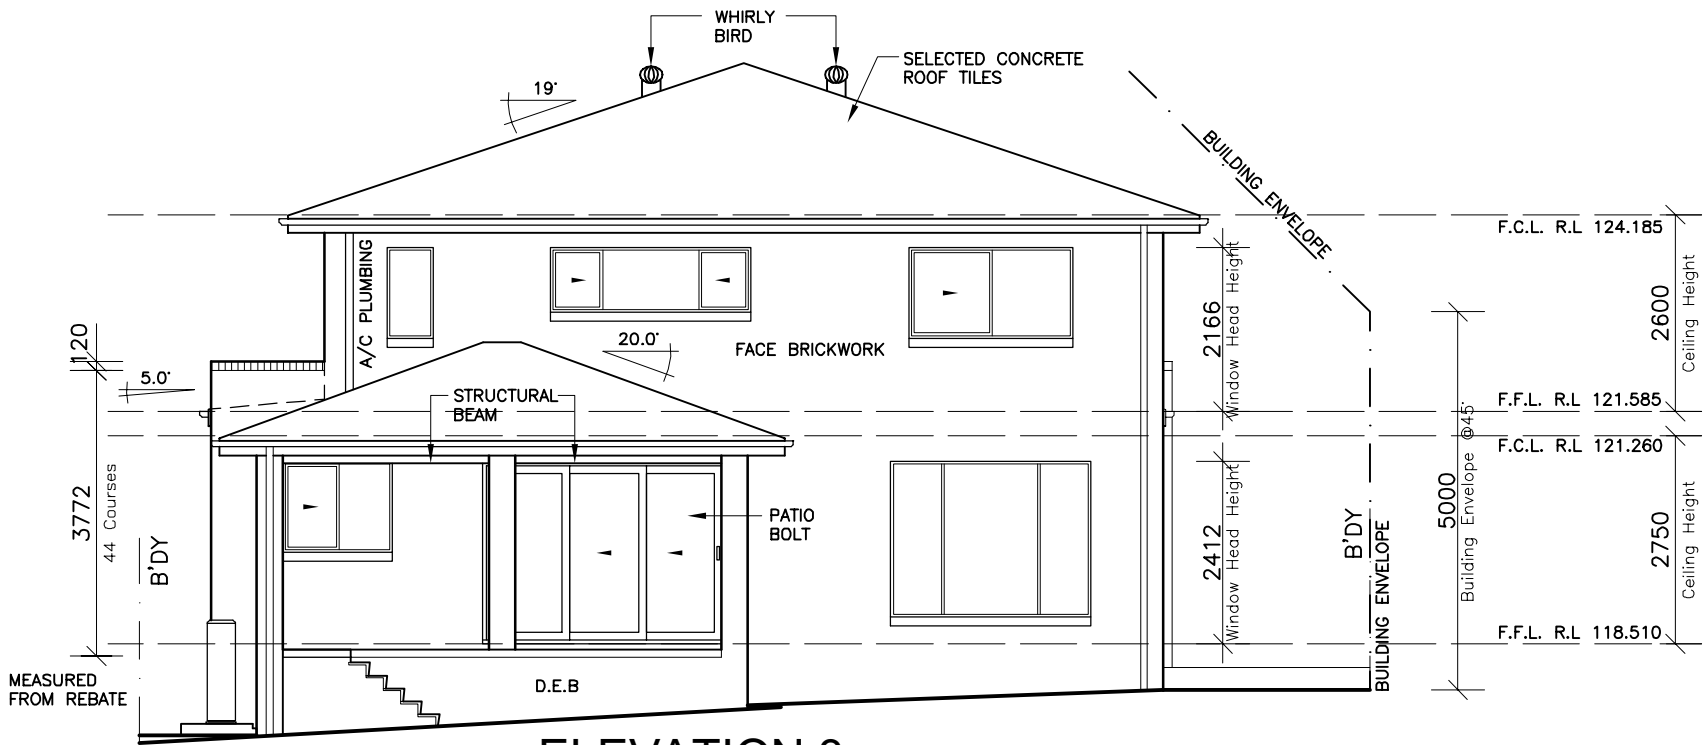 WHIRLY
BIRD
SELECTED CONCRETE
ROOF TILES
19°
BUILDING ENVELOPE
F.C.L. R.L 124.185
A/C PLUMBING
2166
Window Head Height
2600
Ceiling Height
120
20.0°
FACE BRICKWORK
5.0°
STRUCTURAL
BEAM
F.F.L. R.L 121.585
F.C.L. R.L 121.260
3772
44 Courses
B'DY
PATIO
BOLT
2412
Window Head Height
B'DY
BUILDING ENVELOPE
5000
Building Envelope @45°
2750
Ceiling Height
F.F.L. R.L 118.510
MEASURED
FROM REBATE
D.E.B
ELEVATION